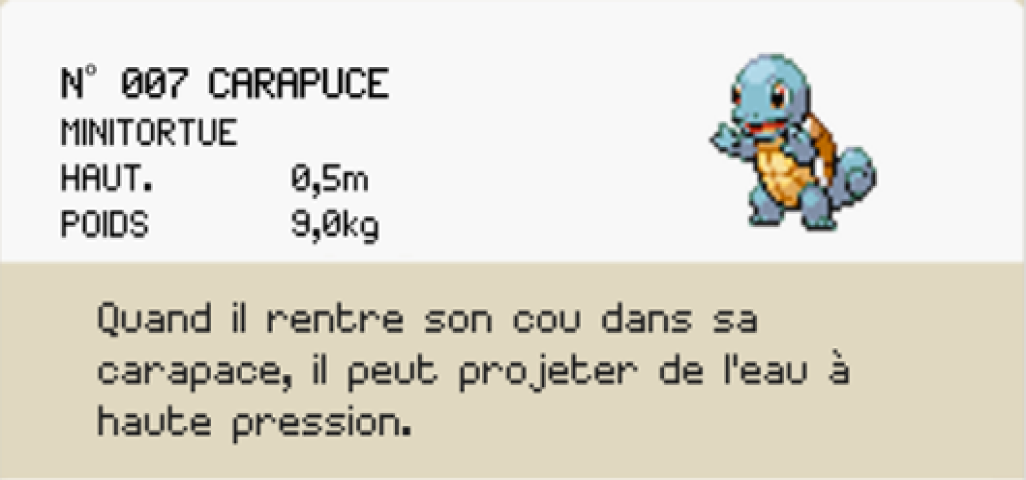 N° 007 CARAPUCE
MINITORTUE
HAUT. 0,5m
POIDS 9,0kg
Quand il rentre son cou dans sa
carapace, il peut projeter de l'eau à
haute pression.